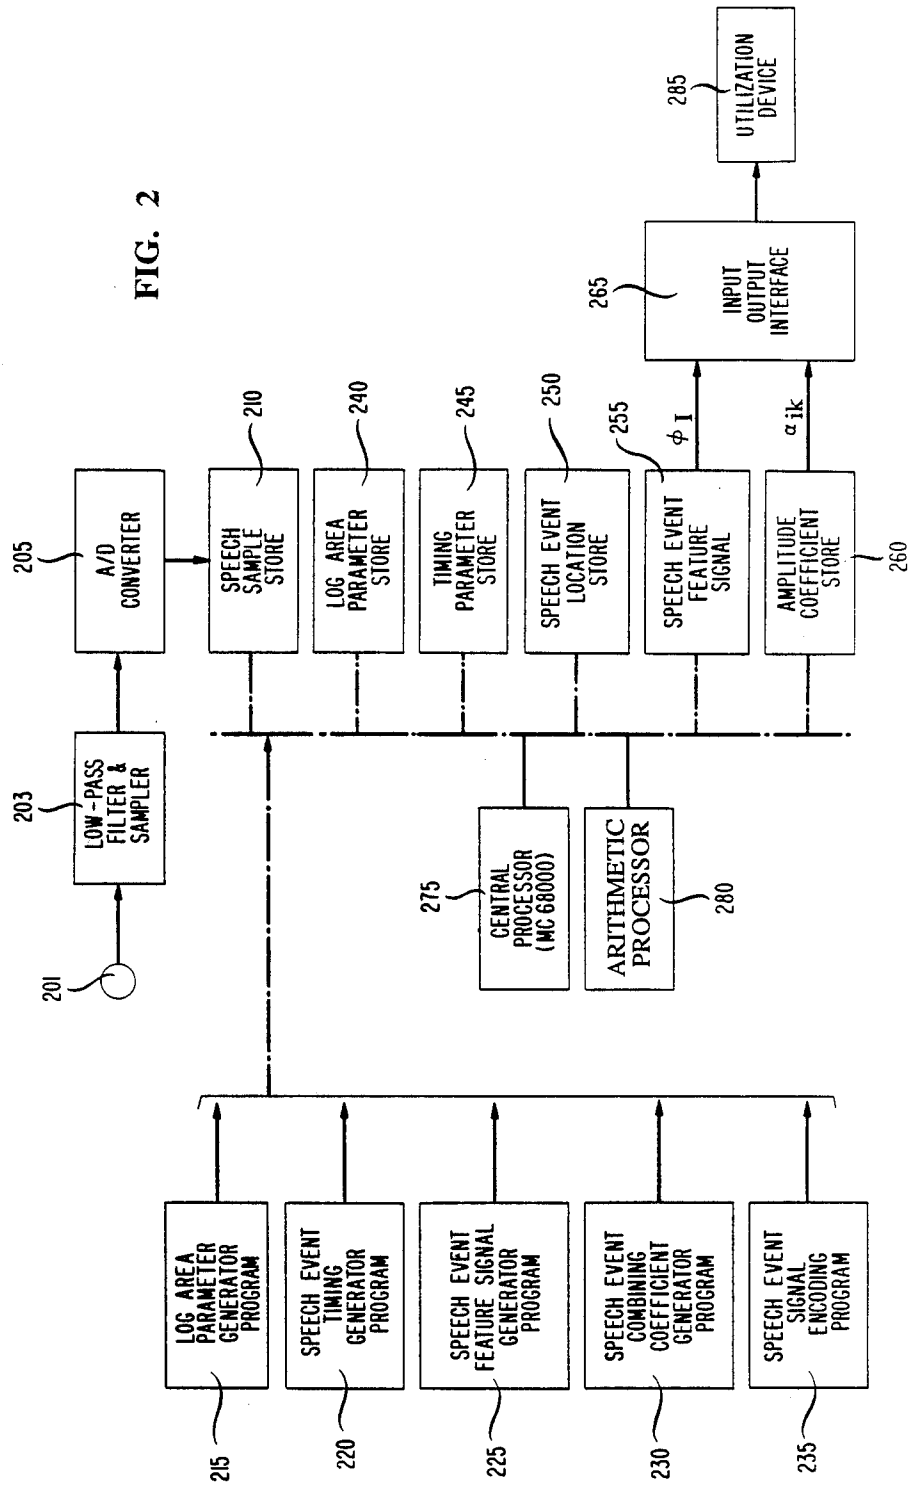 FIG. 2
201
203
LOW-PASS
FILTER &
SAMPLER
205
A/D
CONVERTER
210
SPEECH
SAMPLE
STORE
240
LOG AREA
PARAMETER
STORE
245
TIMING
PARAMETER
STORE
250
SPEECH EVENT
LOCATION
STORE
255
SPEECH EVENT
FEATURE
SIGNAL
ϕ I
260
AMPLITUDE
COEFFICIENT
STORE
α ik
265
INPUT
OUTPUT
INTERFACE
285
UTILIZATION
DEVICE
275
CENTRAL
PROCESSOR
(MC 68000)
280
ARITHMETIC
PROCESSOR
215
LOG AREA
PARAMETER
GENERATOR
PROGRAM
220
SPEECH EVENT
TIMING
GENERATOR
PROGRAM
225
SPEECH EVENT
FEATURE SIGNAL
GENERATOR
PROGRAM
230
SPEECH EVENT
COMBINING
COEFFICIENT
GENERATOR
PROGRAM
235
SPEECH EVENT
SIGNAL
ENCODING
PROGRAM